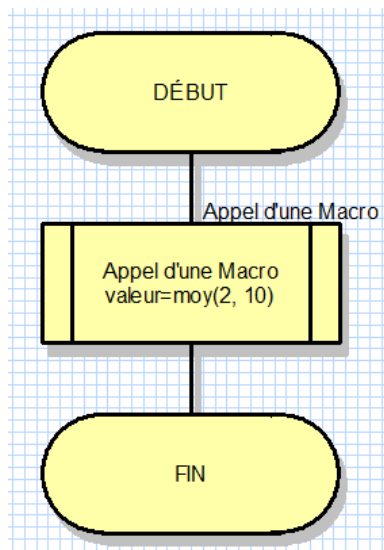 DÉBUT
Appel d'une Macro
Appel d'une Macro
valeur=moy(2, 10)
FIN